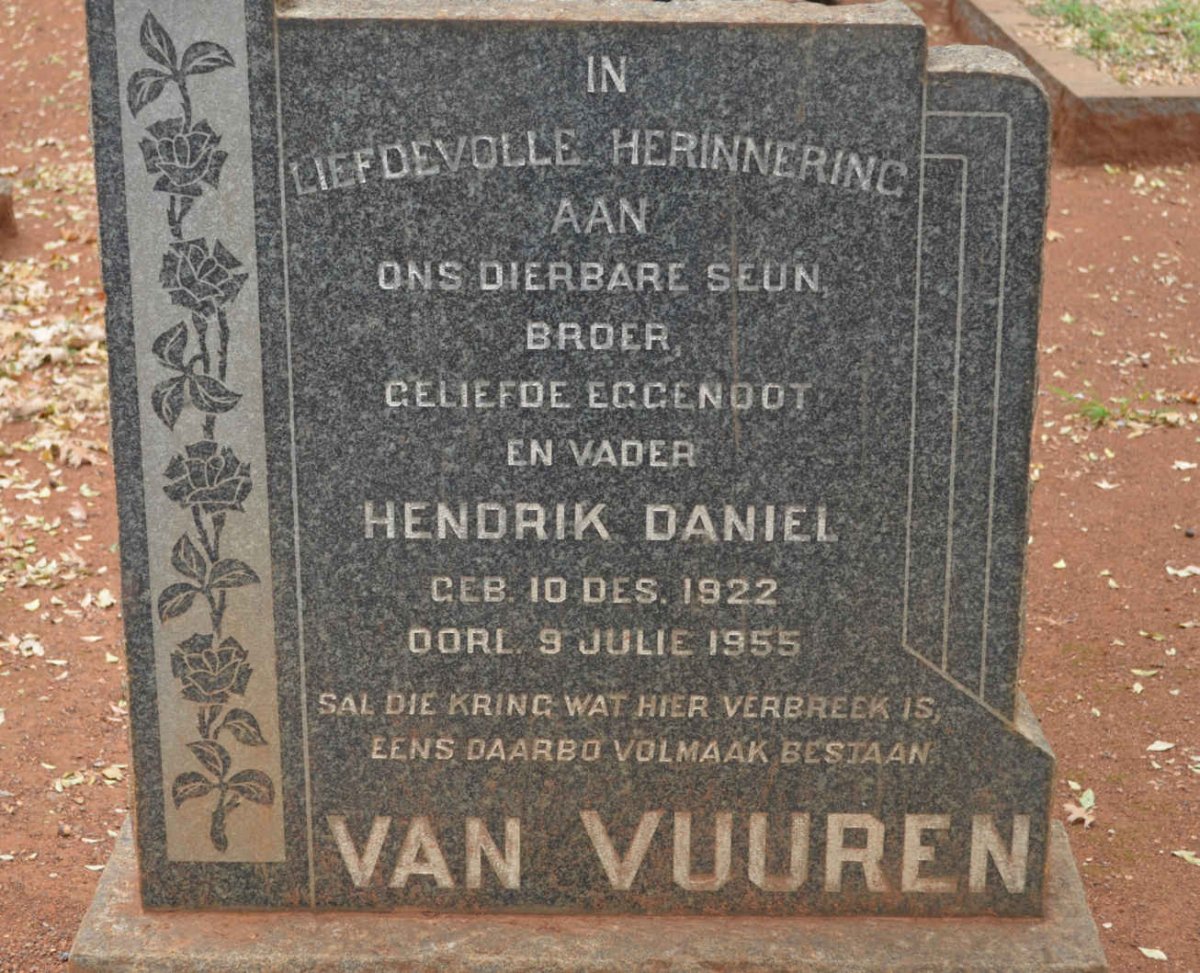 IN
LIEFDEVOLLE HERINNERING
AAN
ONS DIERBARE SEUN,
BROER,
GELIEFDE EGGENOOT
EN VADER
HENDRIK DANIEL
GEB. 10 DES. 1922
OORL. 9 JULIE 1955
SAL DIE KRING WAT HIER VERBREEK IS,
EENS DAARBO VOLMAAK BESTAAN
VAN VUUREN